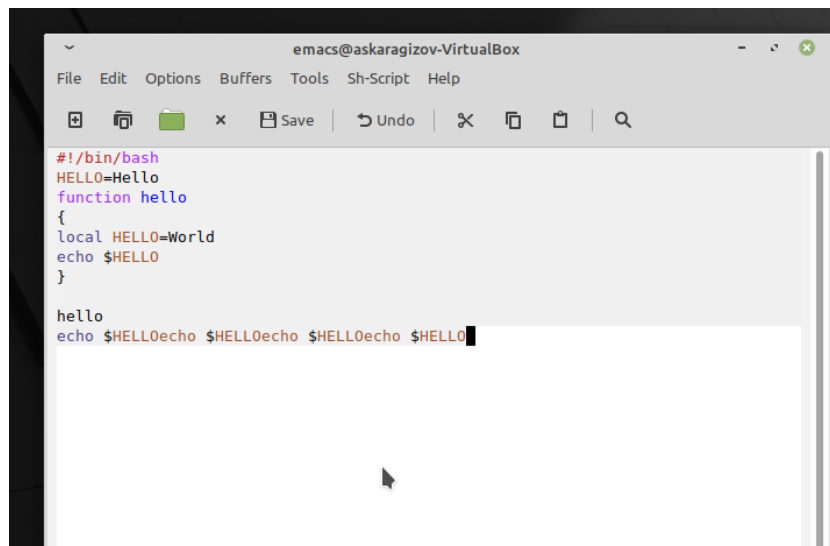 emacs@askaragizov-VirtualBox
File Edit Options Buffers Tools Sh-Script Help
Save Undo
#!/bin/bash
HELLO=Hello
function hello
{
local HELLO=World
echo $HELLO
}
hello
echo $HELLOecho $HELLOecho $HELLOecho $HELLO